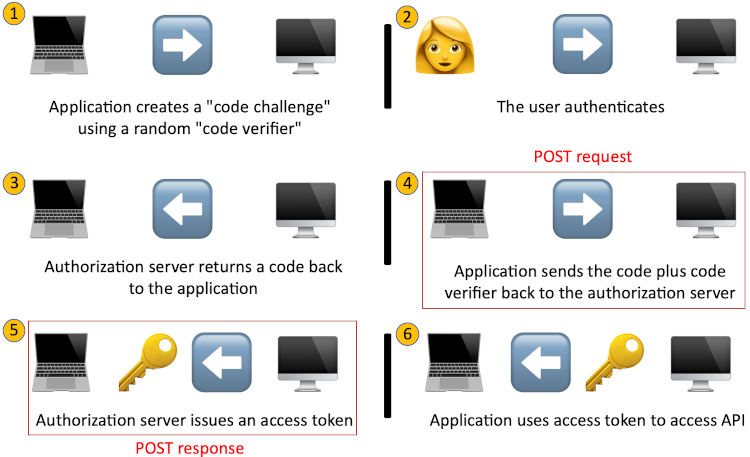 1
Application creates a "code challenge"
using a random "code verifier"
2
The user authenticates
3
Authorization server returns a code back
to the application
POST request
4
Application sends the code plus code
verifier back to the authorization server
5
Authorization server issues an access token
POST response
6
Application uses access token to access API